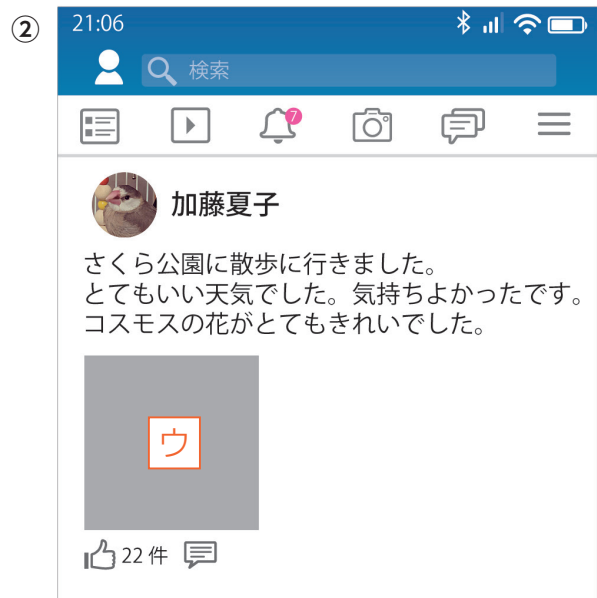 ②
21:06
検索
7
加藤夏子
さくら公園に散歩に行きました。
とてもいい天気でした。気持ちよかったです。
コスモスの花がとてもきれいでした。
ウ
22 件